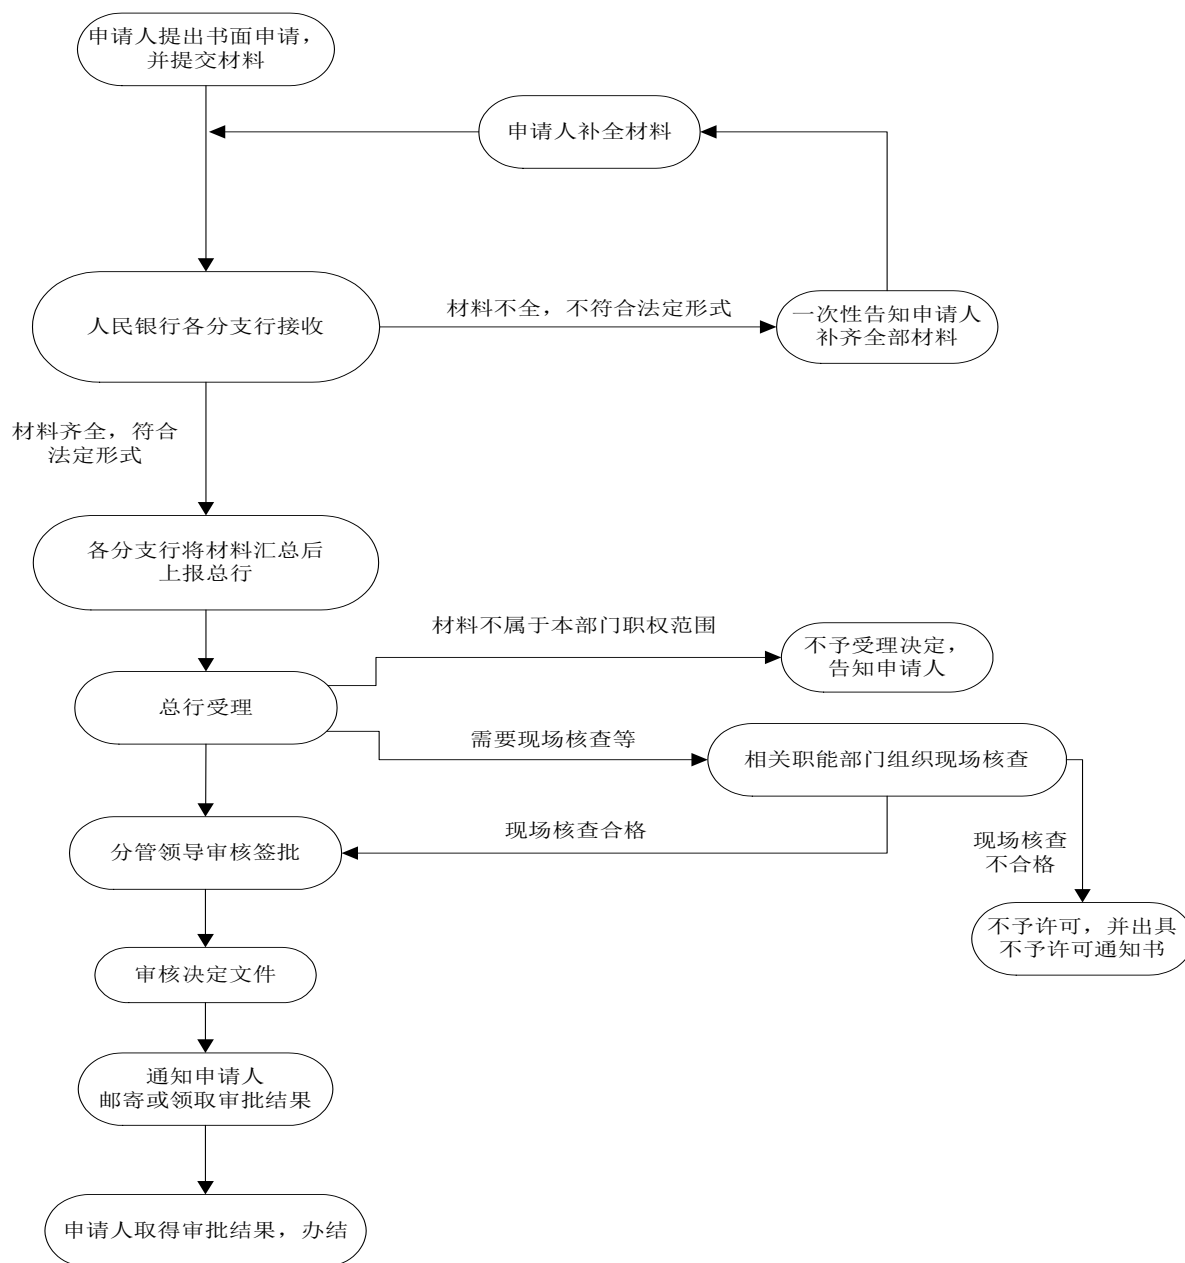 申请人提出书面申请，
并提交材料
申请人补全材料
人民银行各分支行接收
材料不全，不符合法定形式
一次性告知申请人
补齐全部材料
材料齐全，符合
法定形式
各分支行将材料汇总后
上报总行
材料不属于本部门职权范围
不予受理决定，
告知申请人
总行受理
需要现场核查等
相关职能部门组织现场核查
现场核查合格
分管领导审核签批
现场核查
不合格
不予许可，并出具
不予许可通知书
审核决定文件
通知申请人
邮寄或领取审批结果
申请人取得审批结果，办结